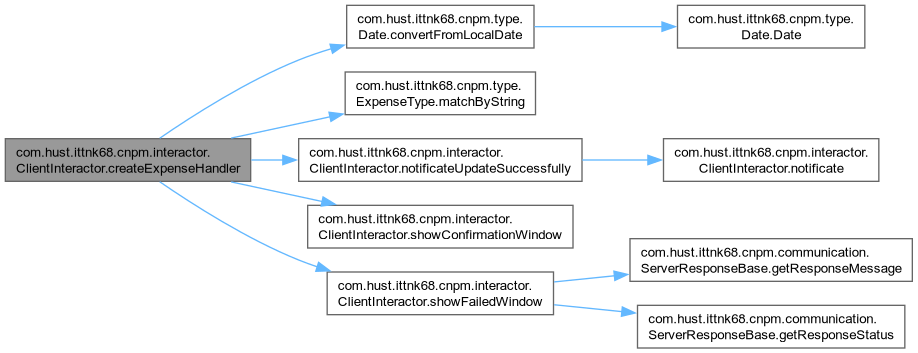 com.hust.ittnk68.cnpm.interactor.
ClientInteractor.createExpenseHandler
com.hust.ittnk68.cnpm.type.
Date.convertFromLocalDate
com.hust.ittnk68.cnpm.type.
Date.Date
com.hust.ittnk68.cnpm.type.
ExpenseType.matchByString
com.hust.ittnk68.cnpm.interactor.
ClientInteractor.notificateUpdateSuccessfully
com.hust.ittnk68.cnpm.interactor.
ClientInteractor.notificate
com.hust.ittnk68.cnpm.interactor.
ClientInteractor.showConfirmationWindow
com.hust.ittnk68.cnpm.interactor.
ClientInteractor.showFailedWindow
com.hust.ittnk68.cnpm.communication.
ServerResponseBase.getResponseMessage
com.hust.ittnk68.cnpm.communication.
ServerResponseBase.getResponseStatus